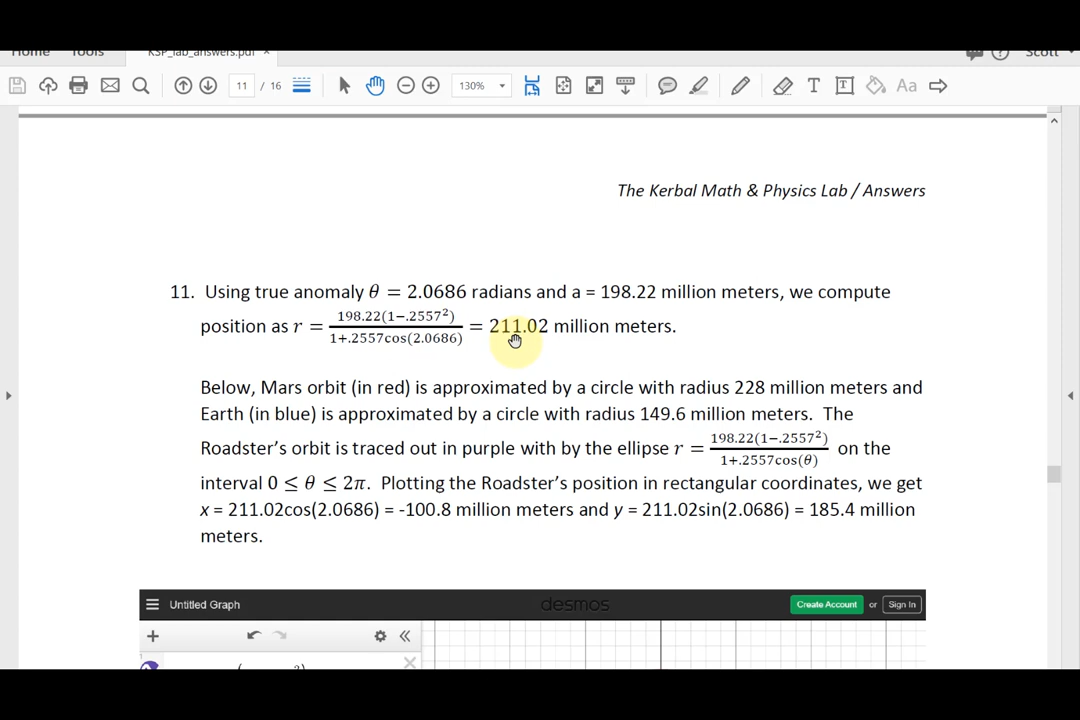 Home Tools KSP_lab_answers.pdf × Scott
11 / 16 130%
The Kerbal Math & Physics Lab / Answers
11. Using true anomaly θ = 2.0686 radians and a = 198.22 million meters, we compute
position as r = 198.22(1−.2557²) / 1+.2557cos(2.0686) = 211.02 million meters.
Below, Mars orbit (in red) is approximated by a circle with radius 228 million meters and
Earth (in blue) is approximated by a circle with radius 149.6 million meters. The
Roadster's orbit is traced out in purple with by the ellipse r = 198.22(1−.2557²) / 1+.2557cos(θ) on the
interval 0 ≤ θ ≤ 2π. Plotting the Roadster's position in rectangular coordinates, we get
x = 211.02cos(2.0686) = -100.8 million meters and y = 211.02sin(2.0686) = 185.4 million
meters.
Untitled Graph desmos Create Account or Sign In